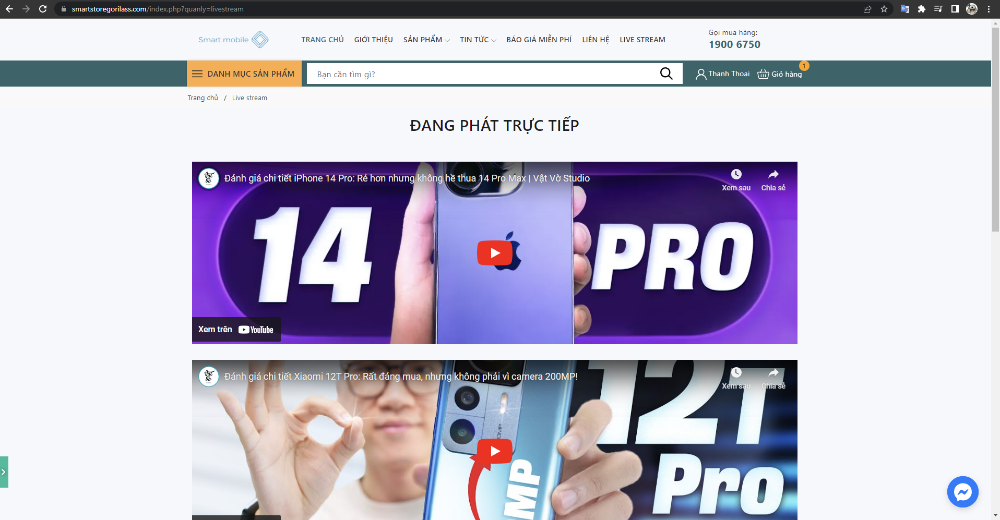 smartstoregorilass.com/index.php?quanly=livestream
Smart mobile
TRANG CHỦ GIỚI THIỆU SẢN PHẨM TIN TỨC BÁO GIÁ MIỄN PHÍ LIÊN HỆ LIVE STREAM
Gọi mua hàng:
1900 6750
DANH MỤC SẢN PHẨM
Bạn cần tìm gì?
Thanh Thoại
Giỏ hàng
1
Trang chủ / Live stream
ĐANG PHÁT TRỰC TIẾP
Vật Vờ
Đánh giá chi tiết iPhone 14 Pro: Rẻ hơn nhưng không hề thua 14 Pro Max | Vật Vờ Studio
Xem sau Chia sẻ
14 PRO
Xem trên YouTube
Vật Vờ
Đánh giá chi tiết Xiaomi 12T Pro: Rất đáng mua, nhưng không phải vì camera 200MP!
Xem sau Chia sẻ
12T
Pro